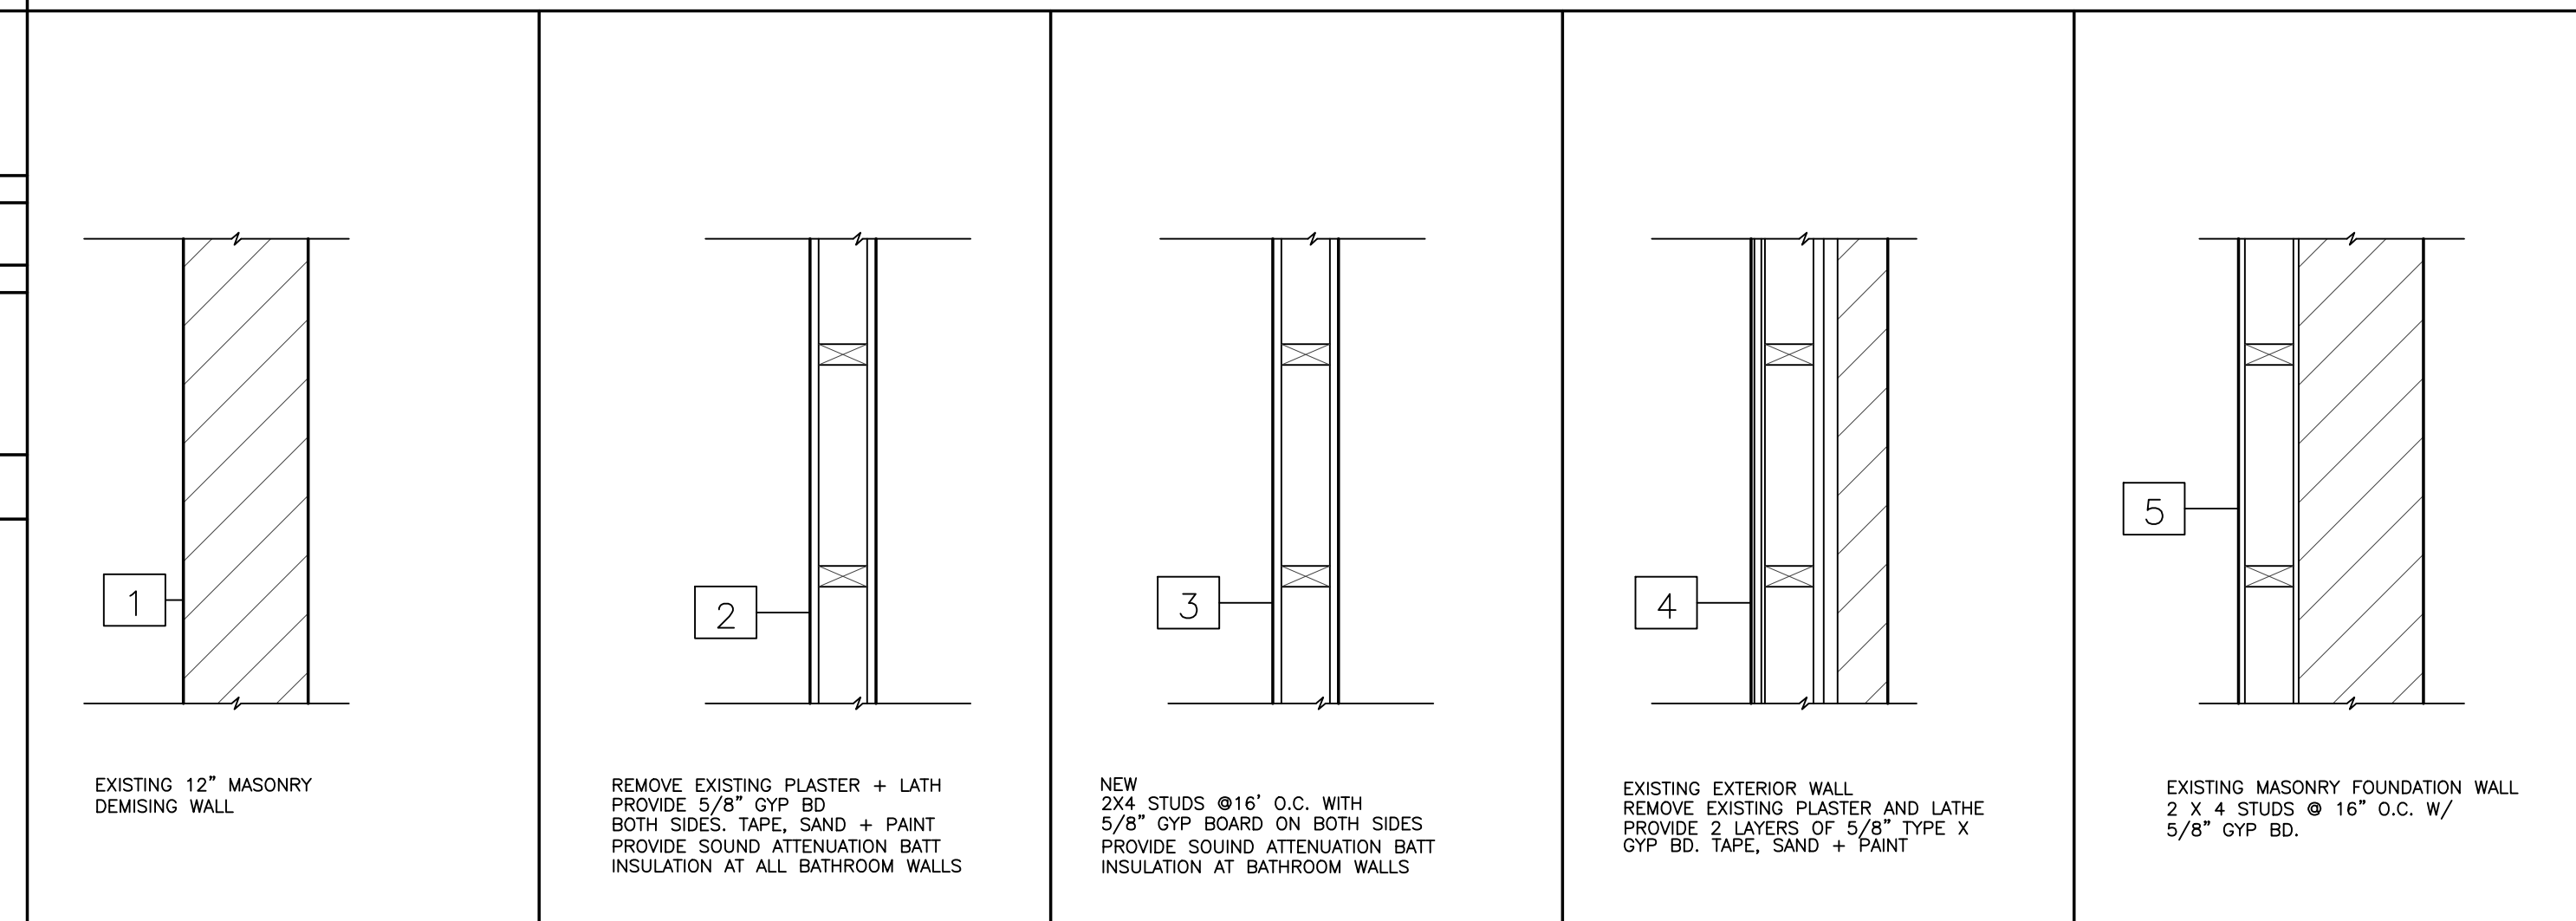 1
EXISTING 12" MASONRY
DEMISING WALL
2
REMOVE EXISTING PLASTER + LATH
PROVIDE 5/8" GYP BD
BOTH SIDES. TAPE, SAND + PAINT
PROVIDE SOUND ATTENUATION BATT
INSULATION AT ALL BATHROOM WALLS
3
NEW
2X4 STUDS @16' O.C. WITH
5/8" GYP BOARD ON BOTH SIDES
PROVIDE SOUIND ATTENUATION BATT
INSULATION AT BATHROOM WALLS
4
EXISTING EXTERIOR WALL
REMOVE EXISTING PLASTER AND LATHE
PROVIDE 2 LAYERS OF 5/8" TYPE X
GYP BD. TAPE, SAND + PAINT
5
EXISTING MASONRY FOUNDATION WALL
2 X 4 STUDS @ 16" O.C. W/
5/8" GYP BD.